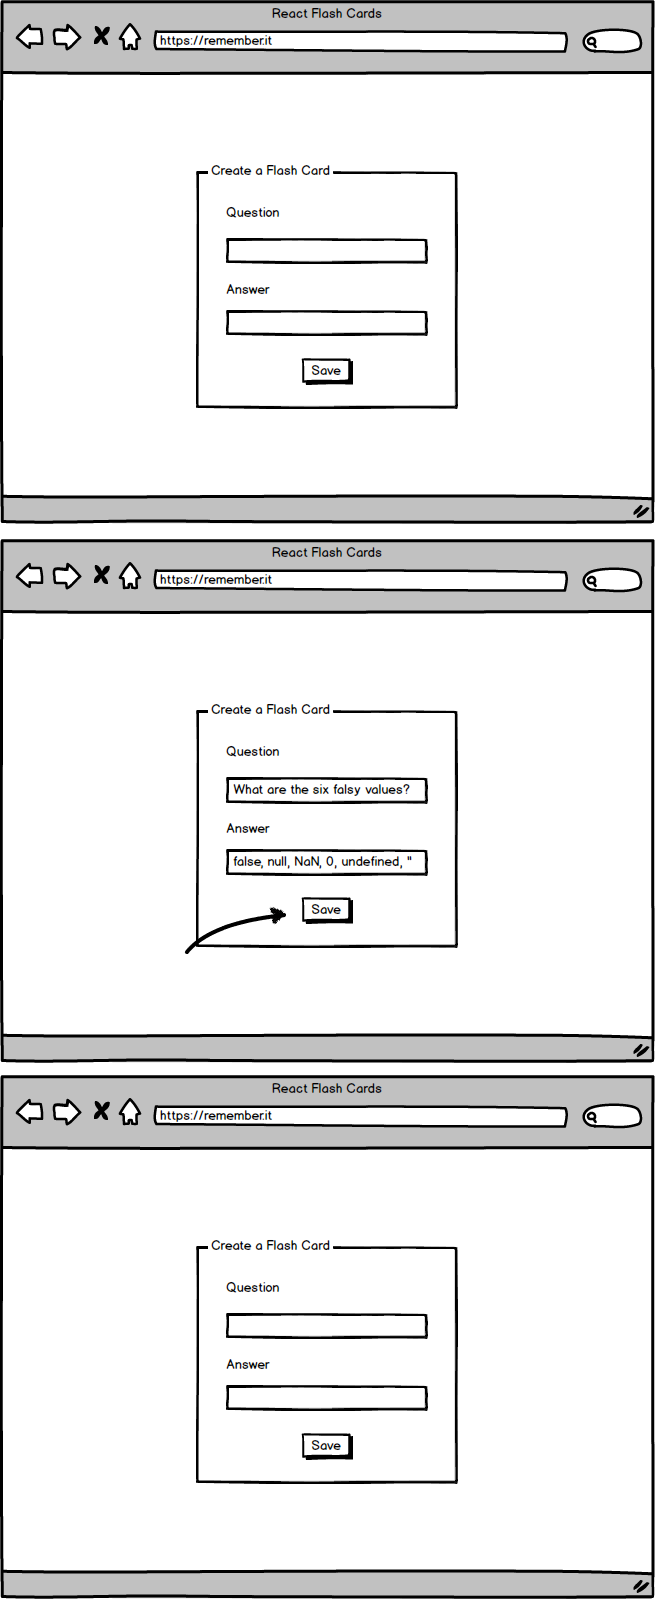 React Flash Cards
https://remember.it
Create a Flash Card
Question
Answer
Save
React Flash Cards
https://remember.it
Create a Flash Card
Question
What are the six falsy values?
Answer
false, null, NaN, 0, undefined, "
Save
React Flash Cards
https://remember.it
Create a Flash Card
Question
Answer
Save